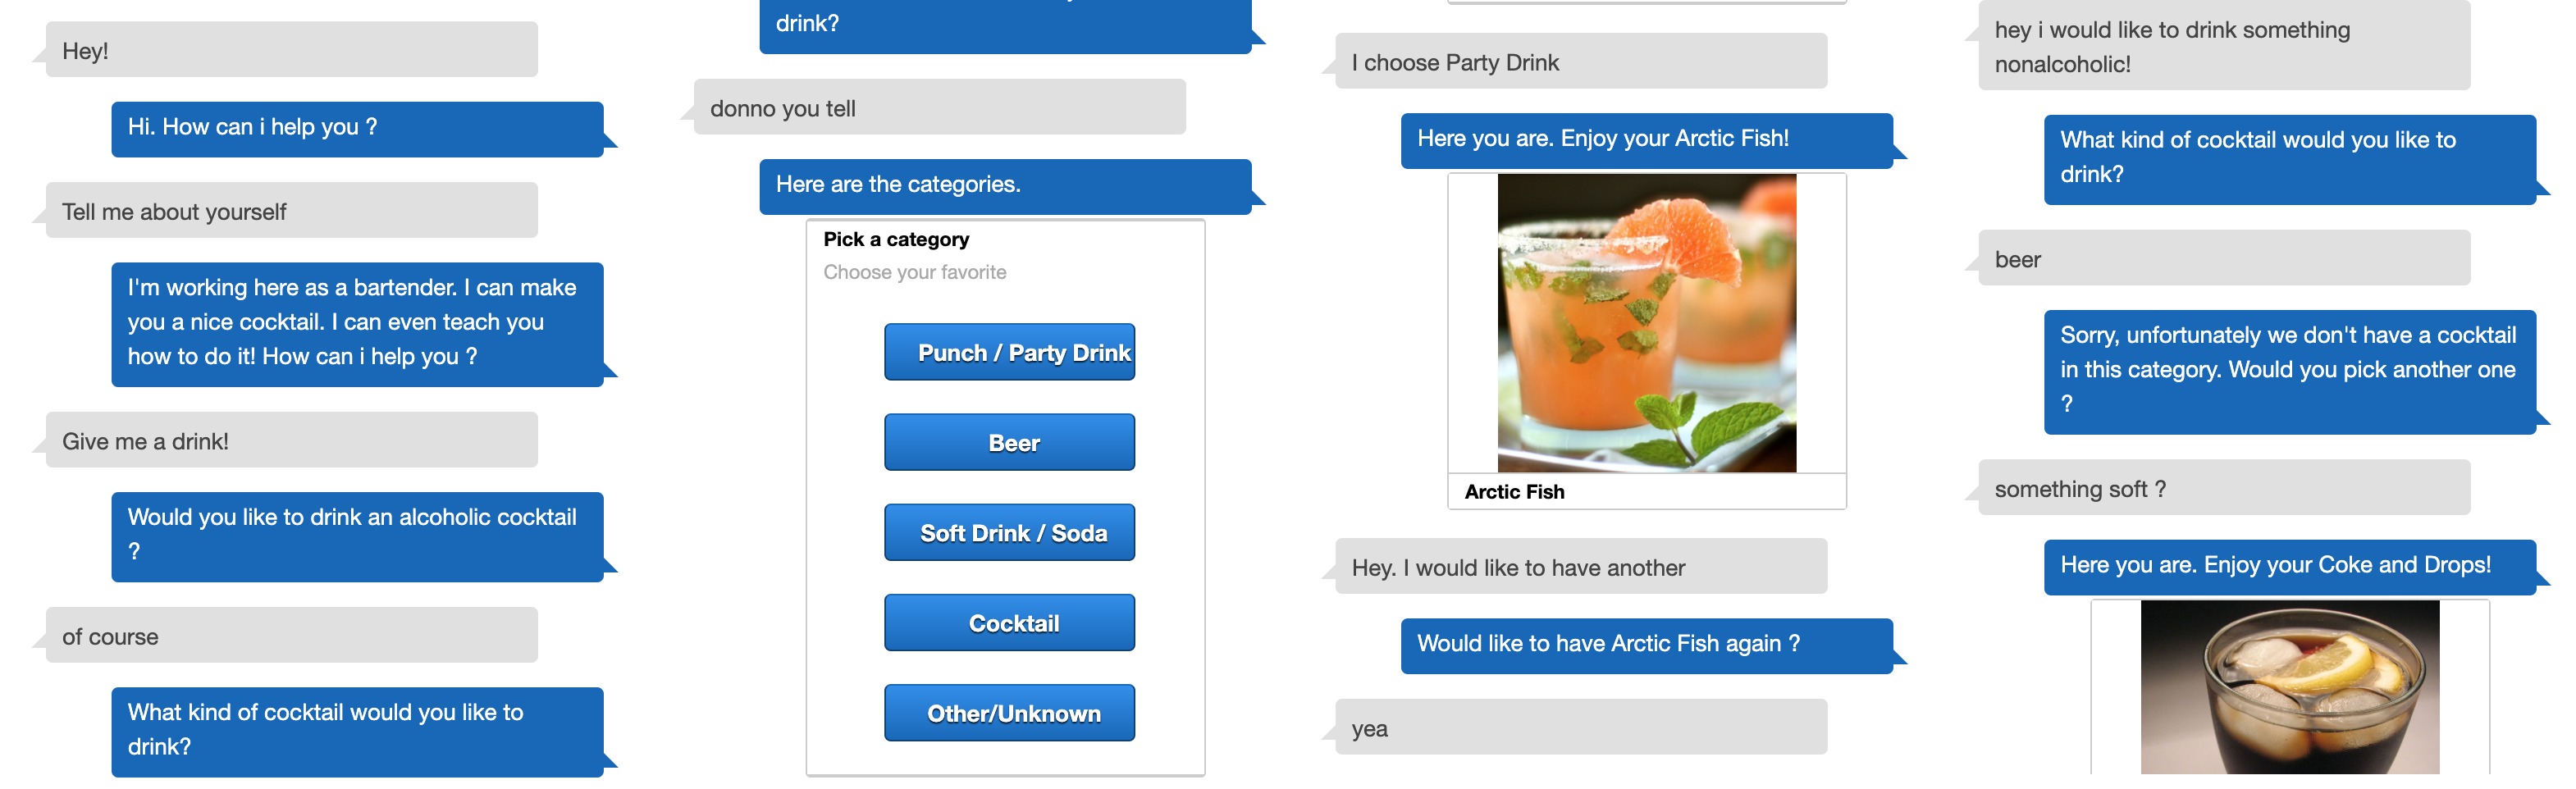 Hey!
Hi. How can i help you ?
Tell me about yourself
I'm working here as a bartender. I can make
you a nice cocktail. I can even teach you
how to do it! How can i help you ?
Give me a drink!
Would you like to drink an alcoholic cocktail
?
of course
What kind of cocktail would you like to
drink?
drink?
donno you tell
Here are the categories.
Pick a category
Choose your favorite
Punch / Party Drink
Beer
Soft Drink / Soda
Cocktail
Other/Unknown
I choose Party Drink
Here you are. Enjoy your Arctic Fish!
Arctic Fish
Hey. I would like to have another
Would like to have Arctic Fish again ?
yea
hey i would like to drink something
nonalcoholic!
What kind of cocktail would you like to
drink?
beer
Sorry, unfortunately we don't have a cocktail
in this category. Would you pick another one
?
something soft ?
Here you are. Enjoy your Coke and Drops!